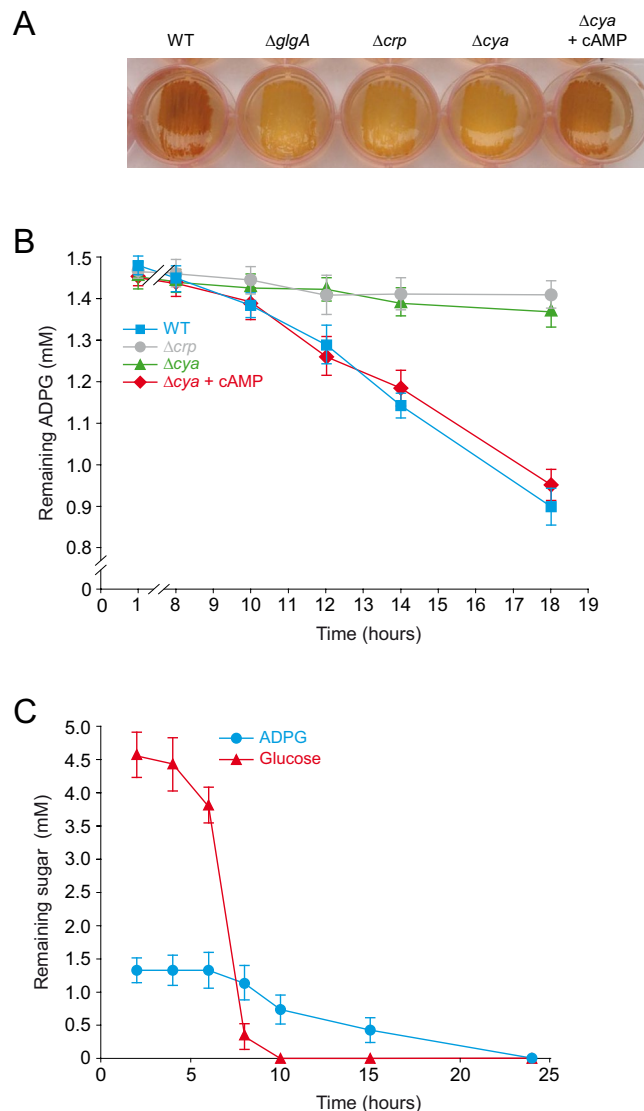 A
WT
ΔglgA
Δcrp
Δcya
Δcya
+ cAMP
B
Remaining ADPG (mM)
1.5
1.4
1.3
1.2
1.0
0.9
0.8
0
WT
Δcrp
Δcya
Δcya + cAMP
0 1 8 10 11 12 13 14 15 16 17 18 19
Time (hours)
C
Remaining sugar (mM)
5.0
4.5
4.0
3.5
3.0
2.5
2.0
1.5
1.0
0.5
0
ADPG
Glucose
0 5 10 15 20 25
Time (hours)